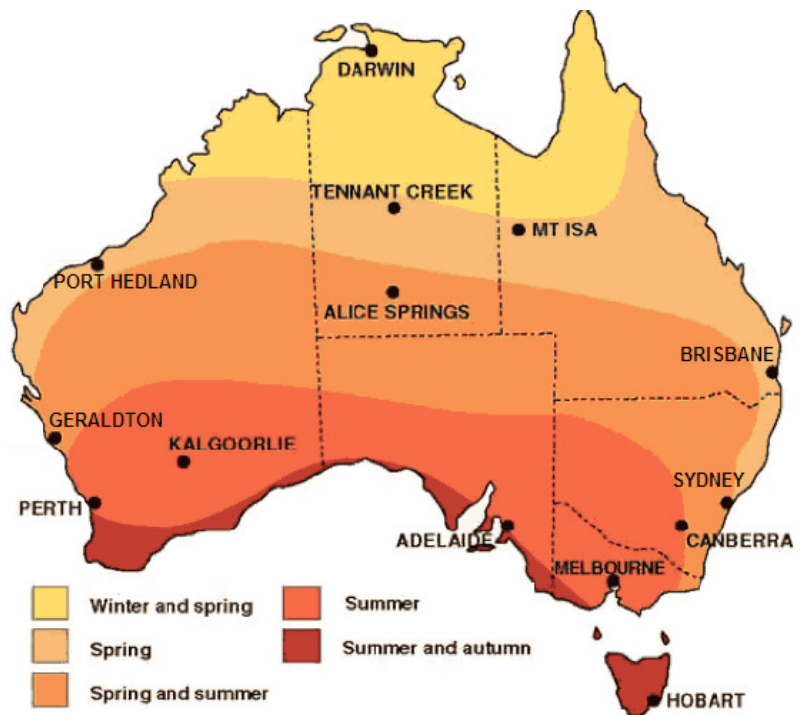 DARWIN
TENNANT CREEK
MT ISA
PORT HEDLAND
ALICE SPRINGS
BRISBANE
GERALDTON
KALGOORLIE
SYDNEY
PERTH
ADELAIDE
CANBERRA
MELBOURNE
Winter and spring
Summer
Spring
Summer and autumn
Spring and summer
HOBART